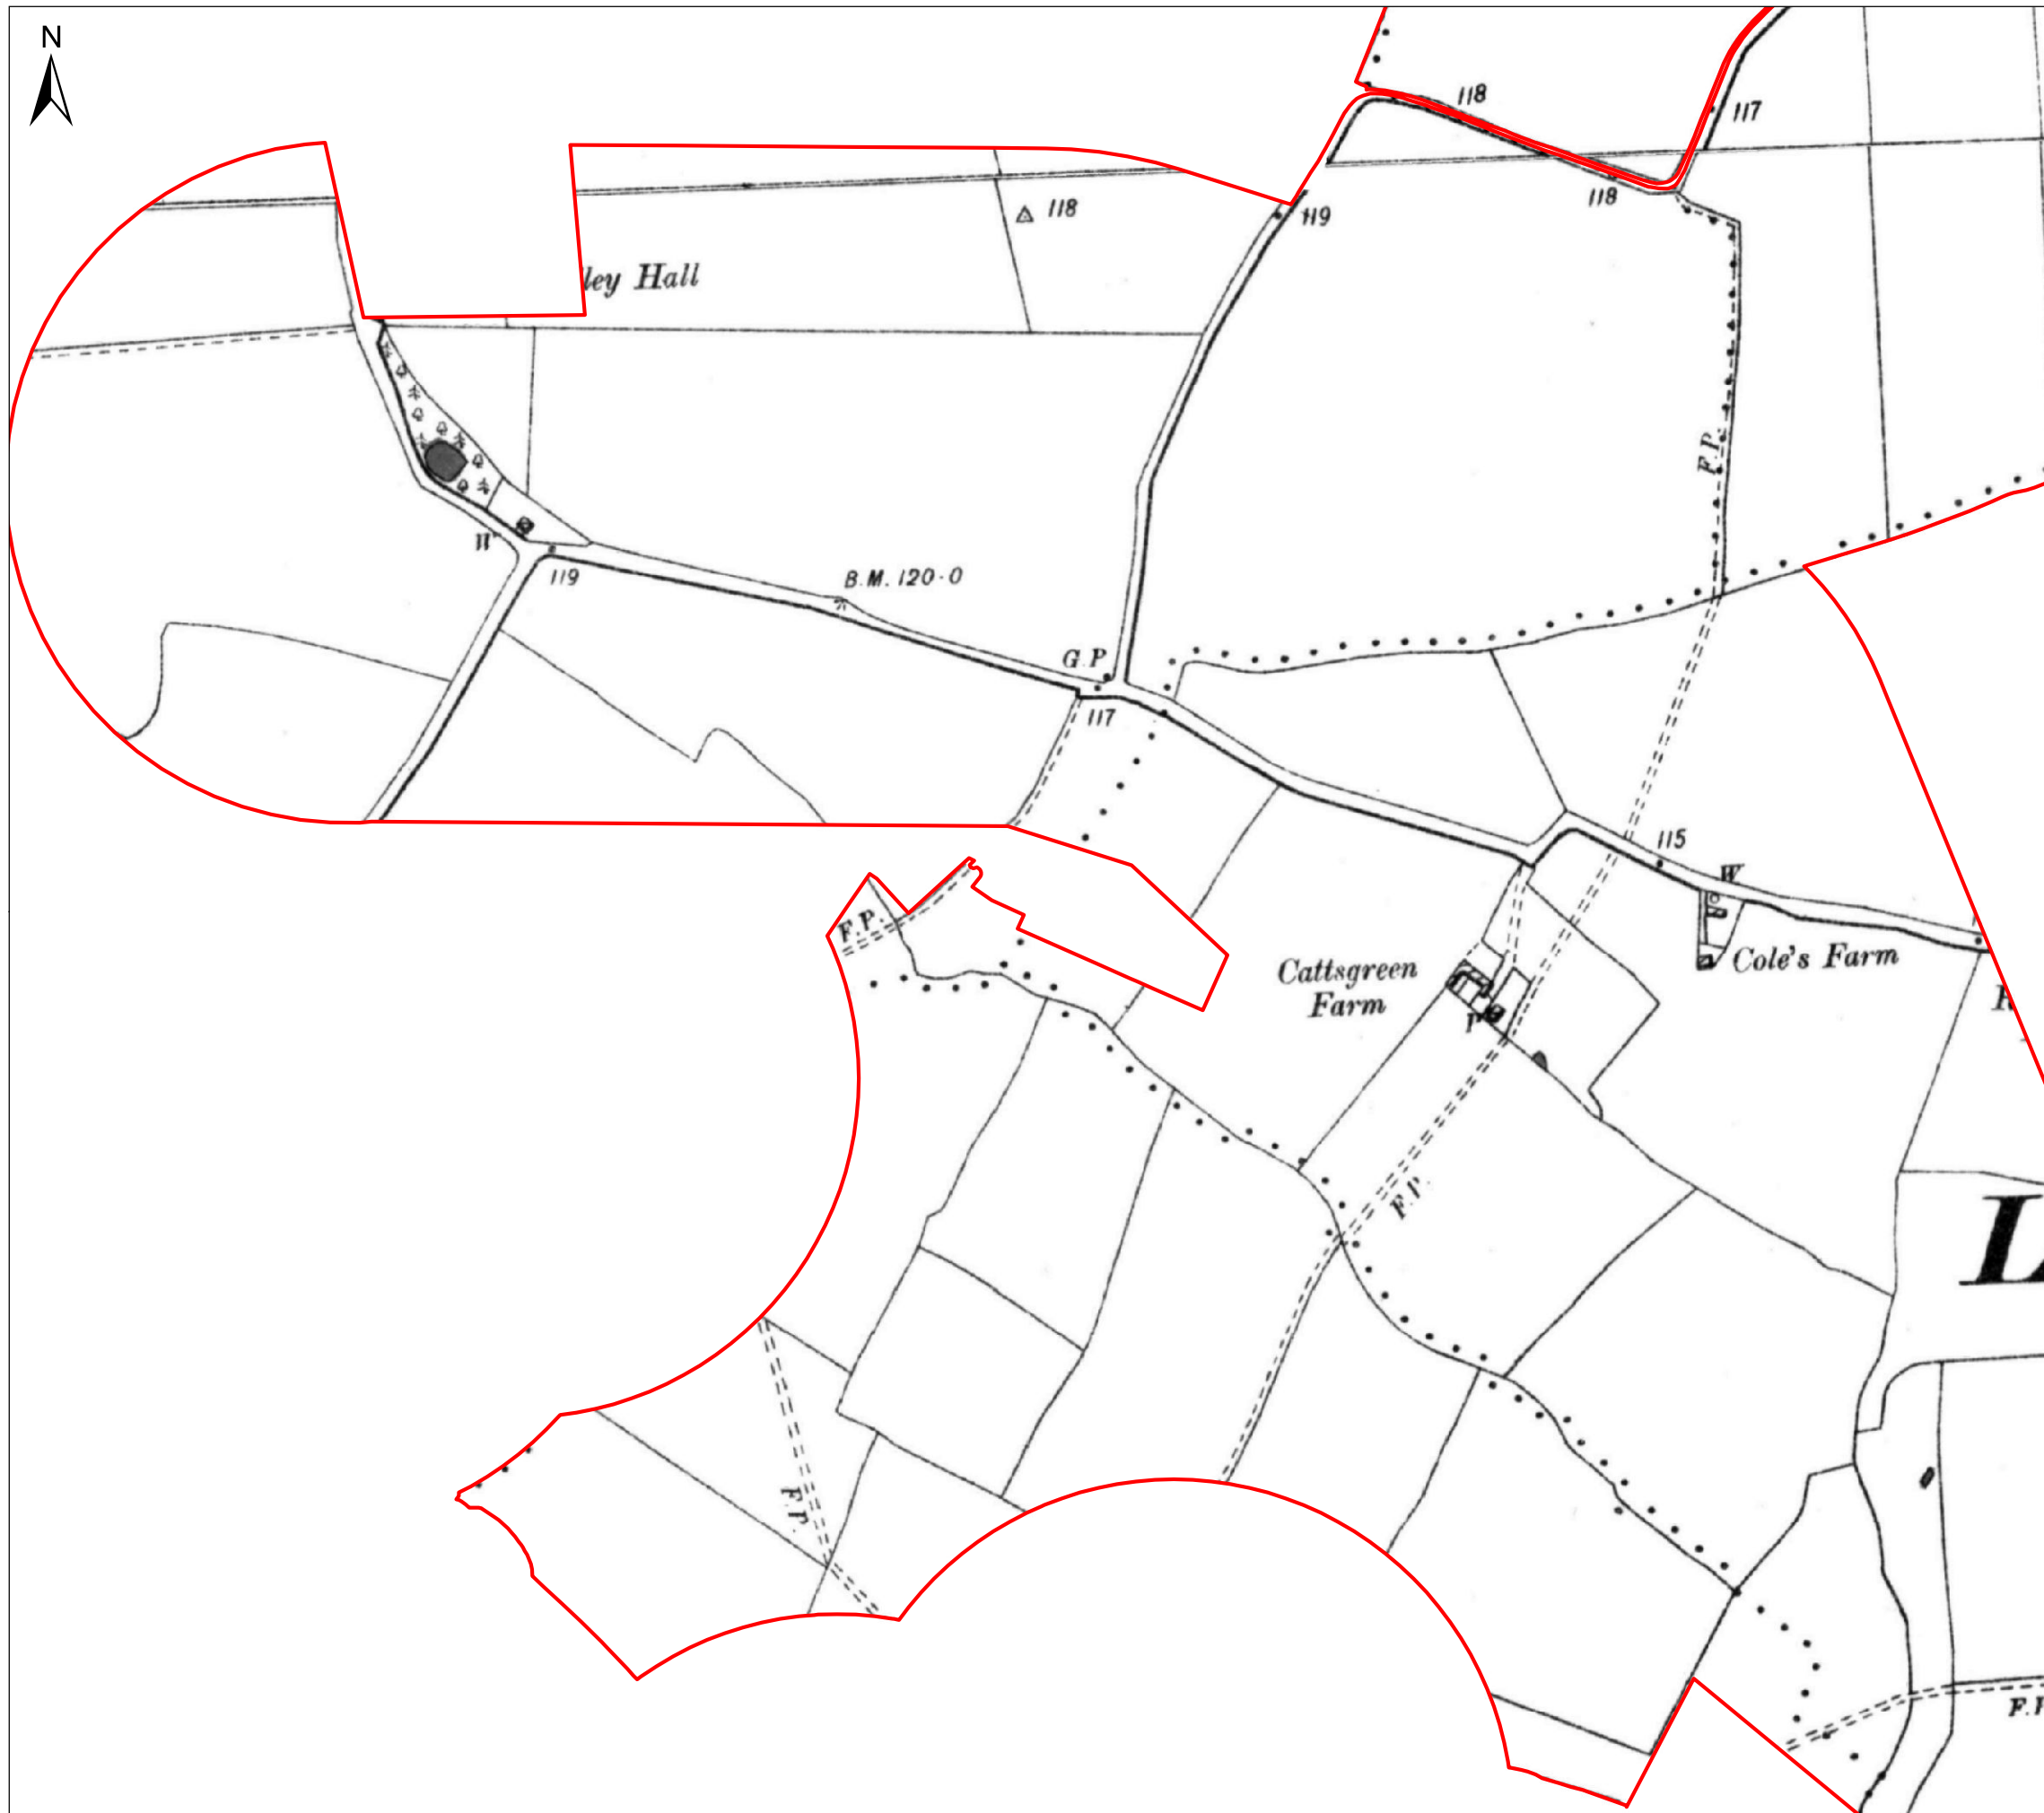 N
118
117
118
118
119
ley Hall
F.P.
W
119
B.M. 120·0
G.P
117
115
W
F.P.
Cattsgreen
Farm
Cole's Farm
F.P.
L
F.P.
F.P